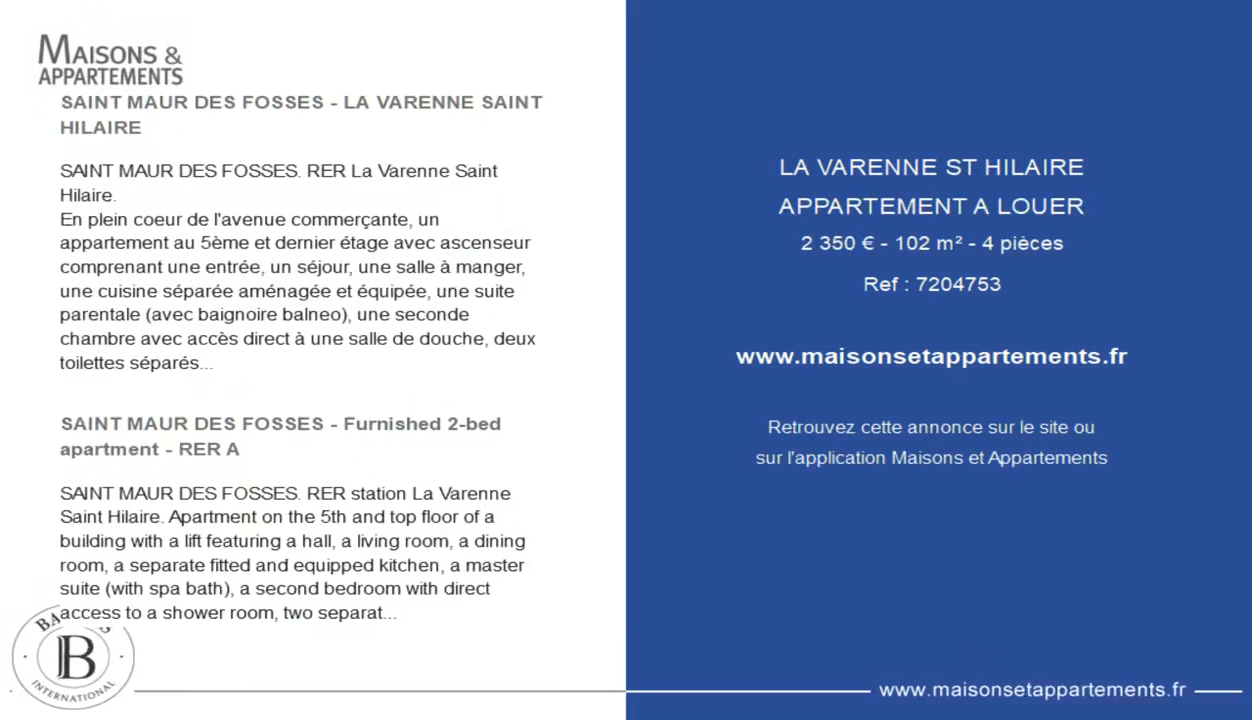 MAISONS &
APPARTEMENTS
SAINT MAUR DES FOSSES - LA VARENNE SAINT
HILAIRE
SAINT MAUR DES FOSSES. RER La Varenne Saint
Hilaire.
En plein coeur de l'avenue commerçante, un
appartement au 5ème et dernier étage avec ascenseur
comprenant une entrée, un séjour, une salle à manger,
une cuisine séparée aménagée et équipée, une suite
parentale (avec baignoire balneo), une seconde
chambre avec accès direct à une salle de douche, deux
toilettes séparés...
SAINT MAUR DES FOSSES - Furnished 2-bed
apartment - RER A
SAINT MAUR DES FOSSES. RER station La Varenne
Saint Hilaire. Apartment on the 5th and top floor of a
building with a lift featuring a hall, a living room, a dining
room, a separate fitted and equipped kitchen, a master
suite (with spa bath), a second bedroom with direct
access to a shower room, two separat...
B
INTERNATIONAL
LA VARENNE ST HILAIRE
APPARTEMENT A LOUER
2 350 € - 102 m² - 4 pièces
Ref : 7204753
www.maisonsetappartements.fr
Retrouvez cette annonce sur le site ou
sur l'application Maisons et Appartements
www.maisonsetappartements.fr